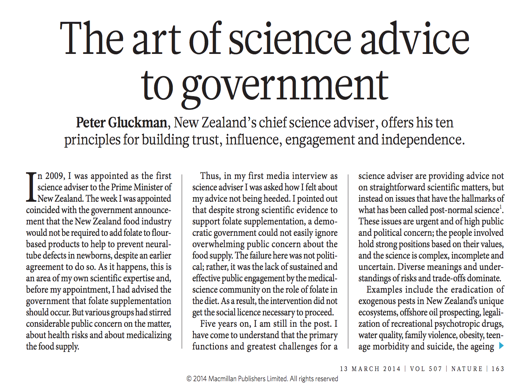 The art of science advice
to government
Peter Gluckman, New Zealand's chief science adviser, offers his ten
principles for building trust, influence, engagement and independence.
In 2009, I was appointed as the first
science adviser to the Prime Minister of
New Zealand. The week I was appointed
coincided with the government announce-
ment that the New Zealand food industry
would not be required to add folate to flour-
based products to help to prevent neural-
tube defects in newborns, despite an earlier
agreement to do so. As it happens, this is
an area of my own scientific expertise and,
before my appointment, I had advised the
government that folate supplementation
should occur. But various groups had stirred
considerable public concern on the matter,
about health risks and about medicalizing
the food supply.
Thus, in my first media interview as
science adviser I was asked how I felt about
my advice not being heeded. I pointed out
that despite strong scientific evidence to
support folate supplementation, a demo-
cratic government could not easily ignore
overwhelming public concern about the
food supply. The failure here was not politi-
cal; rather, it was the lack of sustained and
effective public engagement by the medical-
science community on the role of folate in
the diet. As a result, the intervention did not
get the social licence necessary to proceed.
Five years on, I am still in the post. I
have come to understand that the primary
functions and greatest challenges for a
science adviser are providing advice not
on straightforward scientific matters, but
instead on issues that have the hallmarks of
what has been called post-normal science¹.
These issues are urgent and of high public
and political concern; the people involved
hold strong positions based on their values,
and the science is complex, incomplete and
uncertain. Diverse meanings and under-
standings of risks and trade-offs dominate.
Examples include the eradication of
exogenous pests in New Zealand's unique
ecosystems, offshore oil prospecting, legali-
zation of recreational psychotropic drugs,
water quality, family violence, obesity, teen-
age morbidity and suicide, the ageing ▶
13 MARCH 2014 | VOL 507 | NATURE | 163
© 2014 Macmillan Publishers Limited. All rights reserved